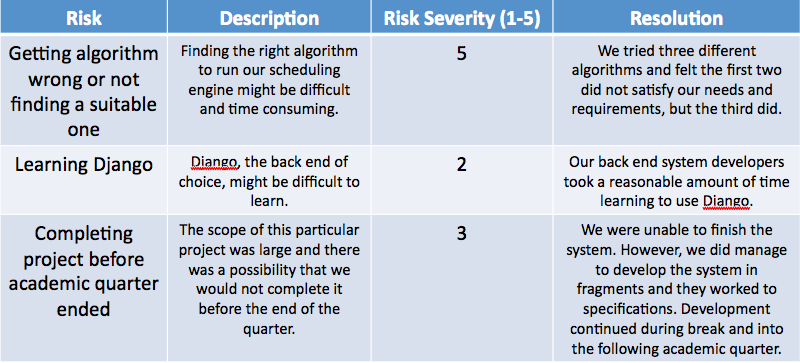 Risk
Description
Risk Severity (1-5)
Resolution
Getting algorithm
wrong or not
finding a suitable
one
Finding the right algorithm
to run our scheduling
engine might be difficult
and time consuming.
5
We tried three different
algorithms and felt the first two
did not satisfy our needs and
requirements, but the third did.
Learning Django
Django, the back end of
choice, might be difficult to
learn.
2
Our back end system developers
took a reasonable amount of time
learning to use Django.
Completing
project before
academic quarter
ended
The scope of this particular
project was large and there
was a possibility that we
would not complete it
before the end of the
quarter.
3
We were unable to finish the
system. However, we did manage
to develop the system in
fragments and they worked to
specifications. Development
continued during break and into
the following academic quarter.